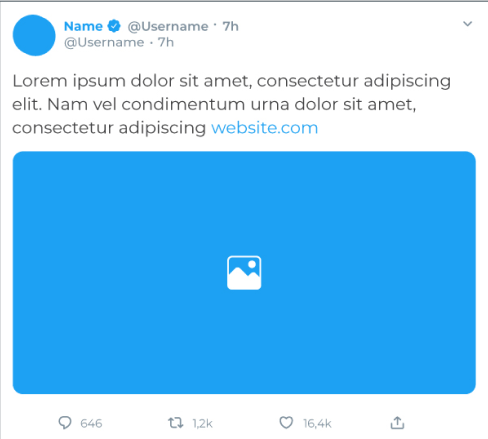 Name @Username · 7h
@Username · 7h
Lorem ipsum dolor sit amet, consectetur adipiscing
elit. Nam vel condimentum urna dolor sit amet,
consectetur adipiscing website.com
646 1,2k 16,4k